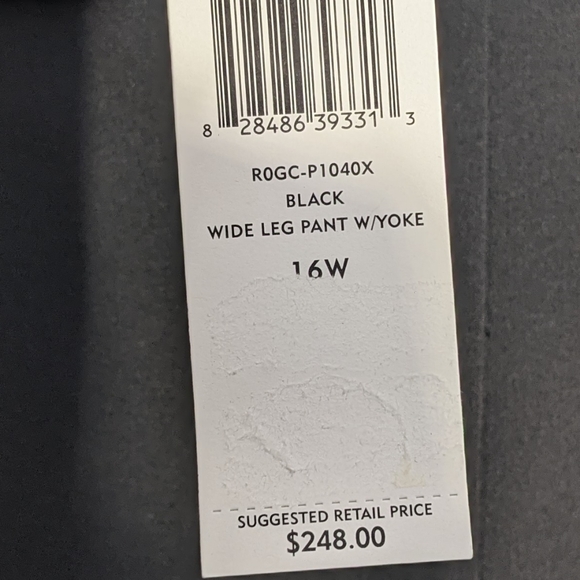 8 28486 39331 3
R0GC-P1040X
BLACK
WIDE LEG PANT W/YOKE
16W
SUGGESTED RETAIL PRICE
$248.00